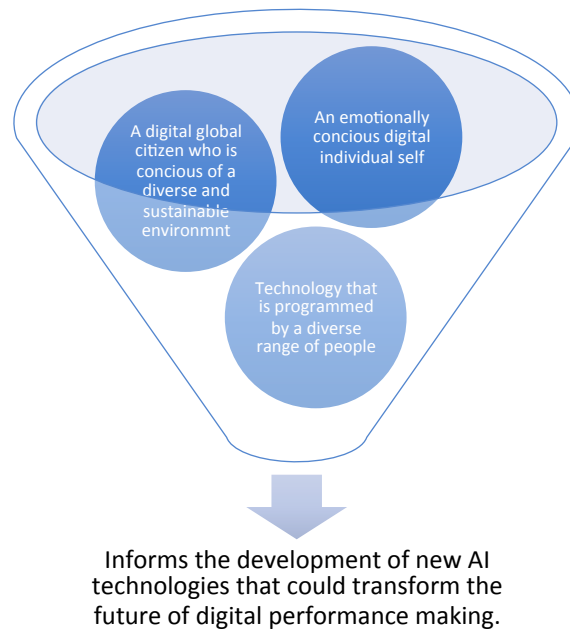 A digital global
citizen who is
concious of a
diverse and
sustainable
environmnt
An emotionally
concious digital
individual self
Technology that
is programmed
by a diverse
range of people
Informs the development of new AI
technologies that could transform the
future of digital performance making.